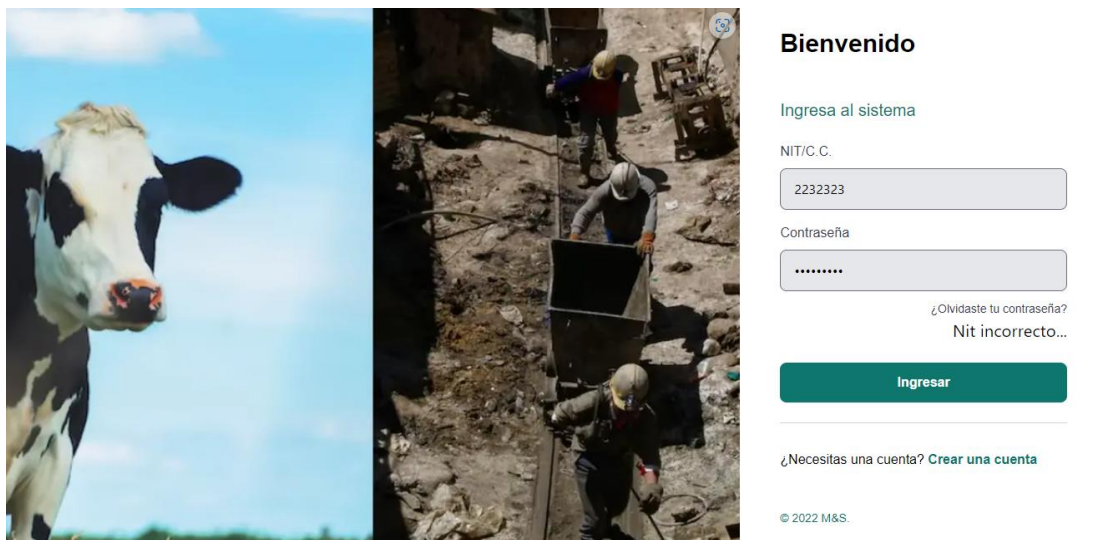 Bienvenido
Ingresa al sistema
NIT/C.C.
2232323
Contraseña
•••••••••
¿Olvidaste tu contraseña?
Nit incorrecto...
Ingresar
¿Necesitas una cuenta? Crear una cuenta
© 2022 M&S.